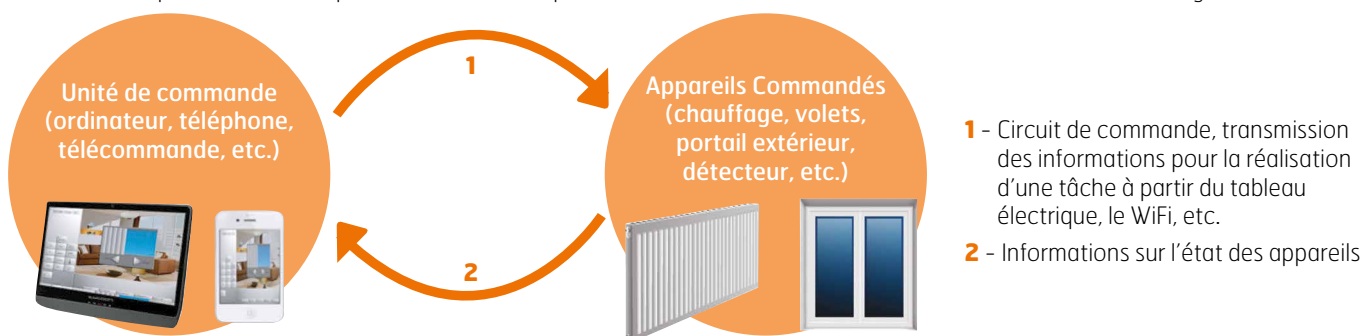 Unité de commande
(ordinateur, téléphone,
télécommande, etc.)
1
Appareils Commandés
(chauffage, volets,
portail extérieur,
détecteur, etc.)
2
1 - Circuit de commande, transmission
des informations pour la réalisation
d'une tâche à partir du tableau
électrique, le WiFi, etc.
2 - Informations sur l'état des appareils